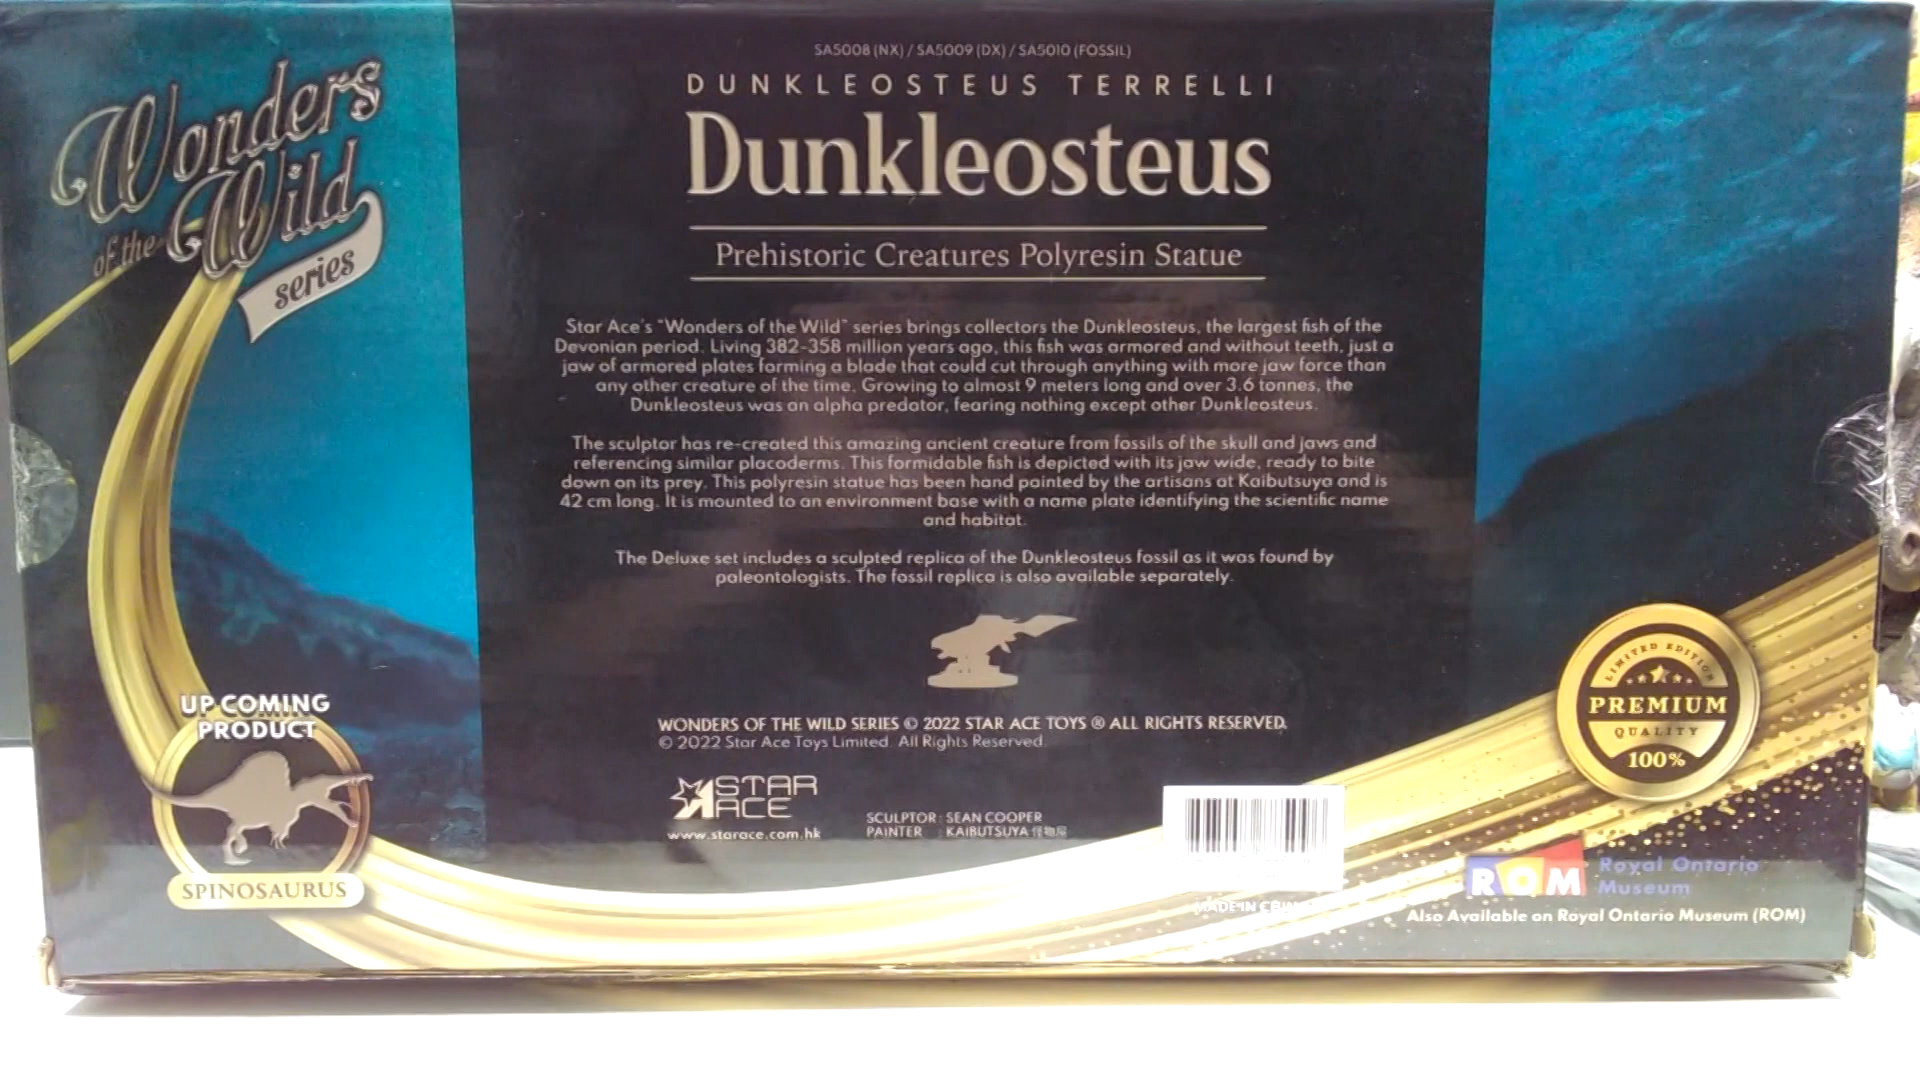 Wonders
of the Wild
series
SA5008 (NX) / SA5009 (DX) / SA5010 (FOSSIL)
DUNKLEOSTEUS TERRELLI
Dunkleosteus
Prehistoric Creatures Polyresin Statue
Star Ace's "Wonders of the Wild" series brings collectors the Dunkleosteus, the largest fish of the
Devonian period. Living 382-358 million years ago, this fish was armored and without teeth, just a
jaw of armored plates forming a blade that could cut through anything with more jaw force than
any other creature of the time. Growing to almost 9 meters long and over 3.6 tonnes, the
Dunkleosteus was an alpha predator, fearing nothing except other Dunkleosteus.
The sculptor has re-created this amazing ancient creature from fossils of the skull and jaws and
referencing similar placoderms. This formidable fish is depicted with its jaw wide, ready to bite
down on its prey. This polyresin statue has been hand painted by the artisans at Kaibutsuya and is
42 cm long. It is mounted to an environment base with a name plate identifying the scientific name
and habitat.
The Deluxe set includes a sculpted replica of the Dunkleosteus fossil as it was found by
paleontologists. The fossil replica is also available separately.
WONDERS OF THE WILD SERIES © 2022 STAR ACE TOYS ® ALL RIGHTS RESERVED.
© 2022 Star Ace Toys Limited. All Rights Reserved.
STAR
ACE
www.starace.com.hk
SCULPTOR : SEAN COOPER
PAINTER : KAIBUTSUYA 怪物屋
UP COMING
PRODUCT
SPINOSAURUS
LIMITED EDITION
PREMIUM
QUALITY
100%
MADE IN CHINA
ROM Royal Ontario
Museum
Also Available on Royal Ontario Museum (ROM)